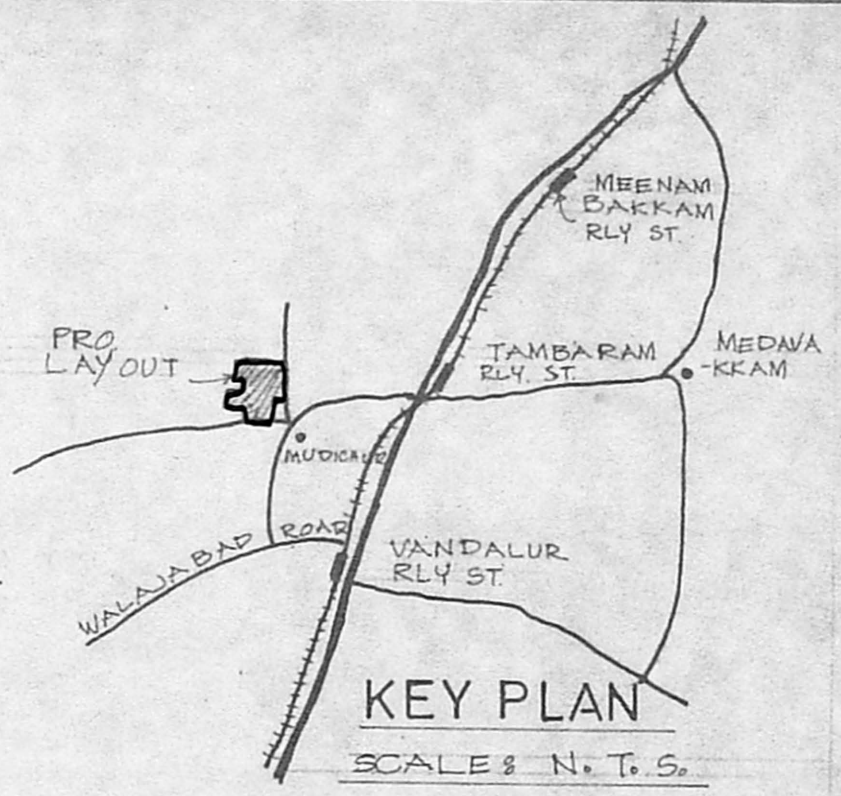 MEENAM
BAKKAM
RLY ST.
PRO
LAYOUT
TAMBARAM
RLY. ST.
MEDAVA
-KKAM
MUDICHUR
WALAJABAD ROAD
VANDALUR
RLY ST.
KEY PLAN
SCALE: N.T.S.